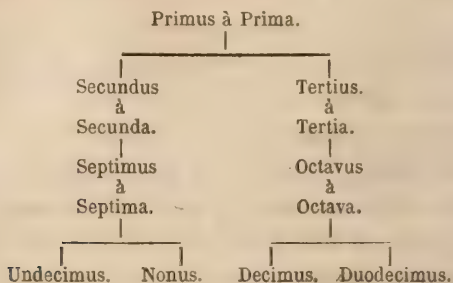 Primus à Prima.
Secundus Tertius.
à à
Secunda. Tertia.
Septimus Octavus
à à
Septima. Octava.
Undecimus. Nonus. Decimus. Duodecimus.